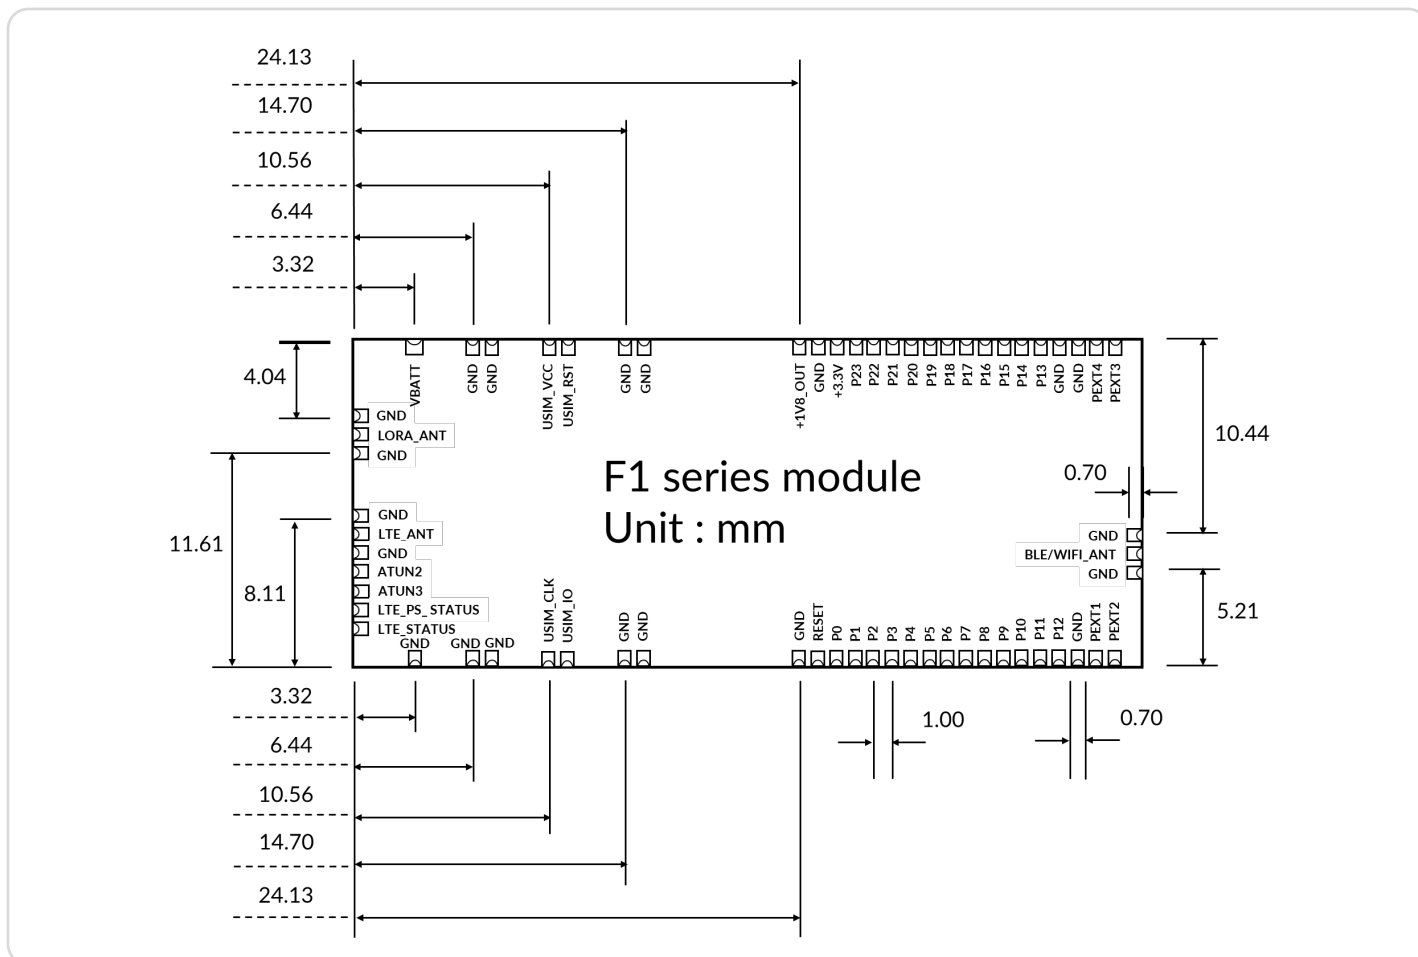 24.13
14.70
10.56
6.44
3.32
4.04
11.61
8.11
VBATT
GND
GND
USIM_VCC
USIM_RST
GND
GND
+1V8_OUT
GND
+3.3V
P23
P22
P21
P20
P19
P18
P17
P16
P15
P14
P13
GND
GND
PEXT4
PEXT3
GND
LORA_ANT
GND
GND
LTE_ANT
GND
ATUN2
ATUN3
LTE_PS_STATUS
LTE_STATUS
F1 series module
Unit : mm
10.44
0.70
GND
BLE/WIFI_ANT
GND
5.21
GND
GND
GND
USIM_CLK
USIM_IO
GND
GND
GND
RESET
P0
P1
P2
P3
P4
P5
P6
P7
P8
P9
P10
P11
P12
GND
PEXT1
PEXT2
3.32
6.44
10.56
14.70
24.13
1.00
0.70